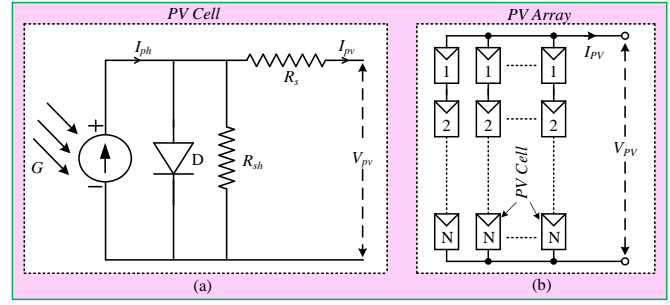 PV Cell
I_ph
I_pv
R_s
+
G
−
D
R_sh
V_pv
(a)
PV Array
I_PV
1 1 1
2 2 2
V_PV
PV Cell
N N N
(b)